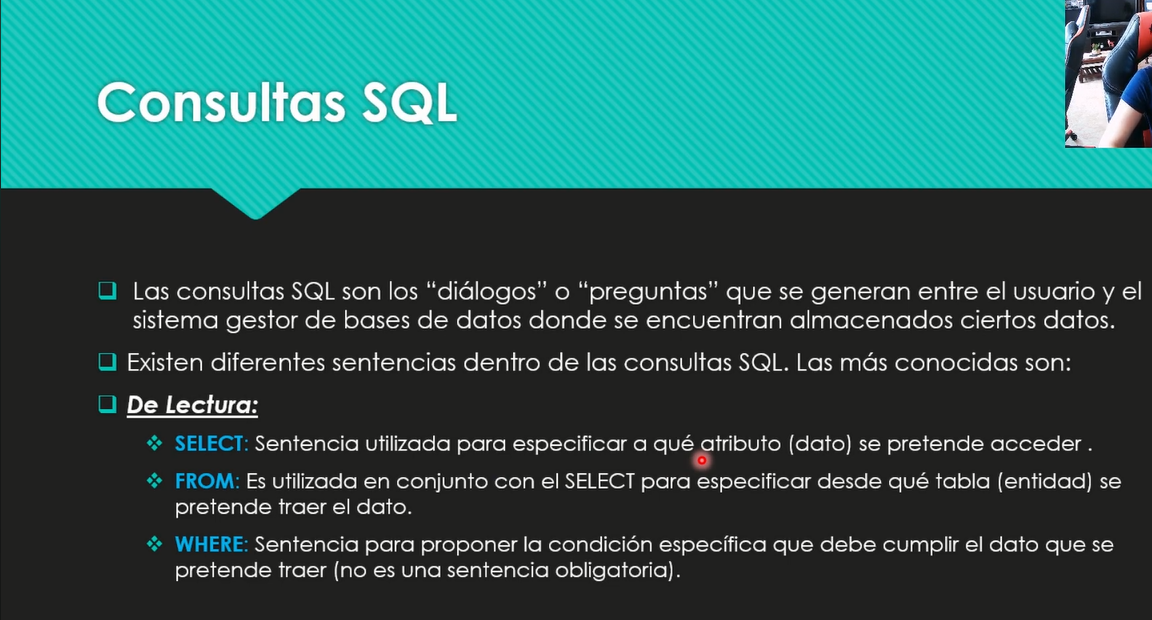 Consultas SQL
Las consultas SQL son los “diálogos” o “preguntas” que se generan entre el usuario y el
sistema gestor de bases de datos donde se encuentran almacenados ciertos datos.
Existen diferentes sentencias dentro de las consultas SQL. Las más conocidas son:
De Lectura:
SELECT: Sentencia utilizada para especificar a qué atributo (dato) se pretende acceder .
FROM: Es utilizada en conjunto con el SELECT para especificar desde qué tabla (entidad) se
pretende traer el dato.
WHERE: Sentencia para proponer la condición específica que debe cumplir el dato que se
pretende traer (no es una sentencia obligatoria).